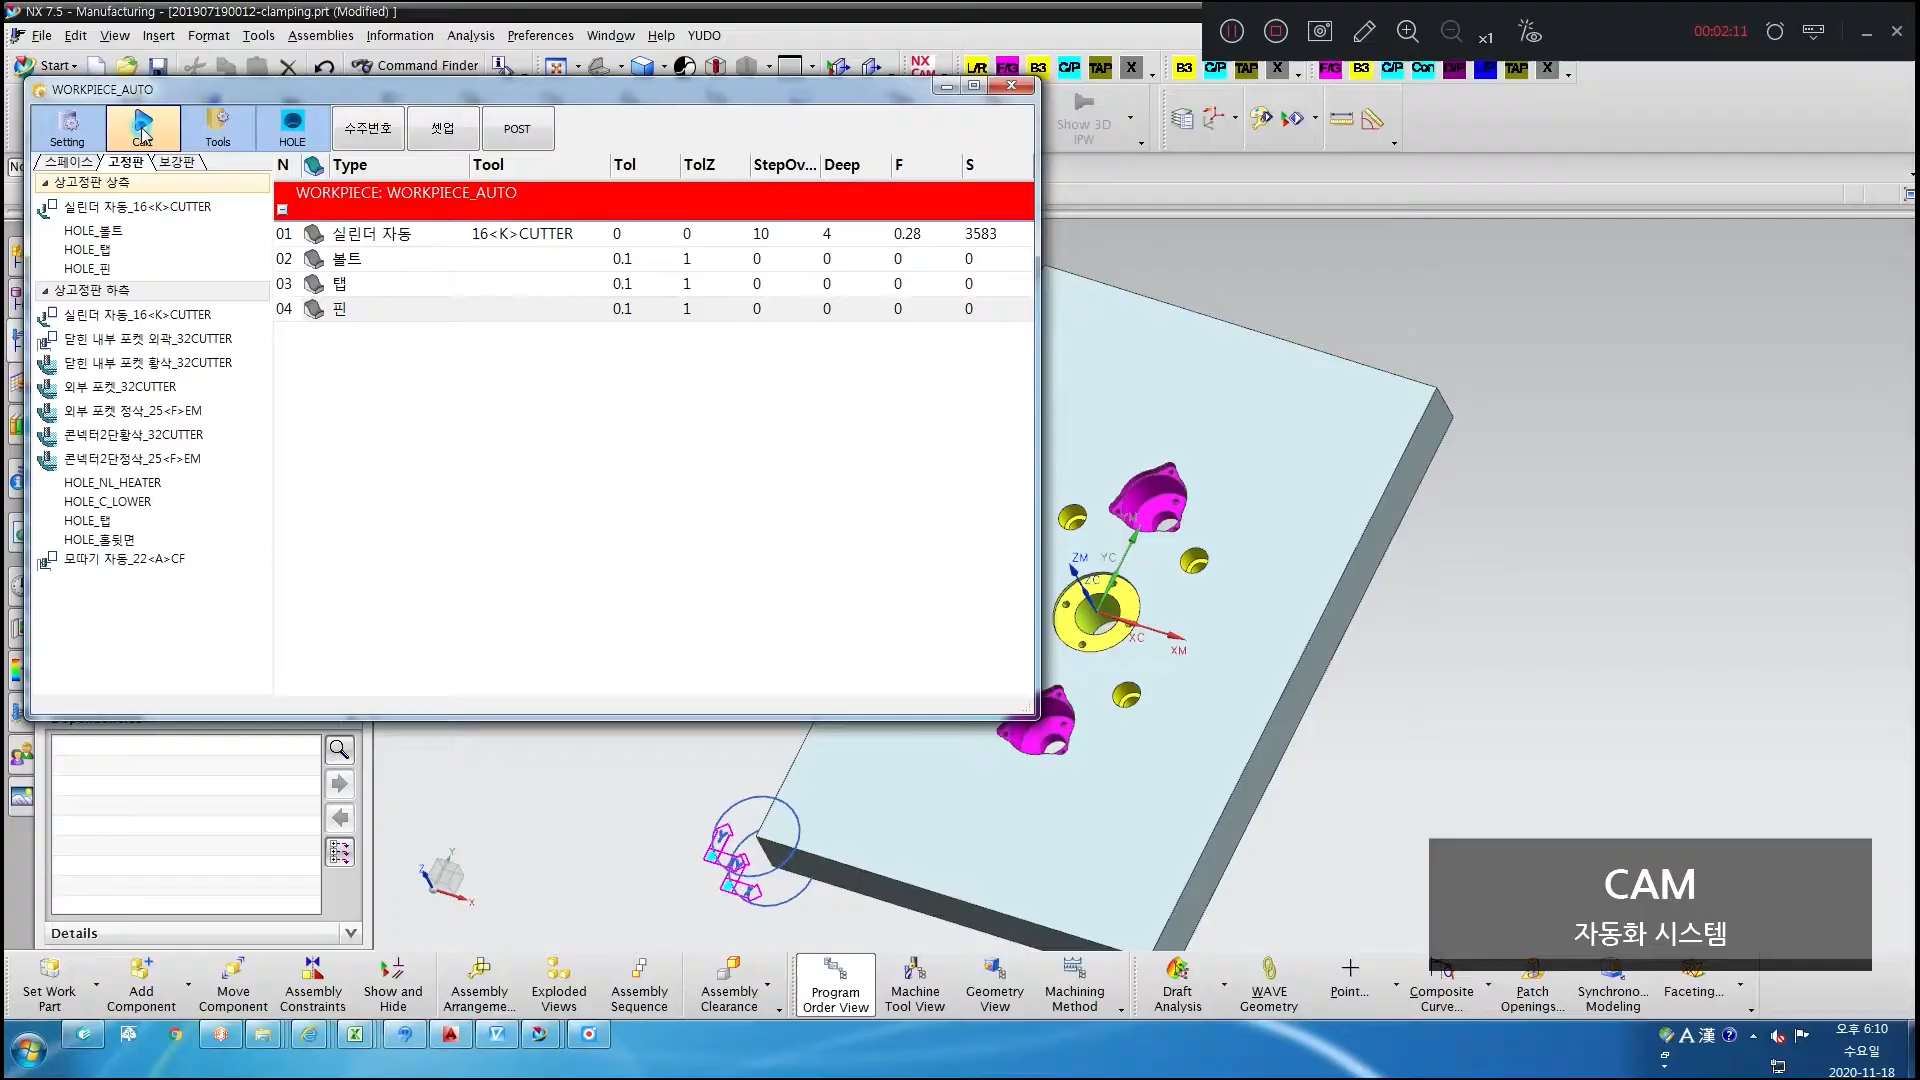 NX 7.5 - Manufacturing - [201907190012-clamping.prt (Modified) ]
File Edit View Insert Format Tools Assemblies Information Analysis Preferences Window Help YUDO
x1
00:02:11
Start
Command Finder
NX
L/R F/G B3 C/P TAP X
B3 C/P TAP X
F/G B3 C/P Con TAP X
WORKPIECE_AUTO
Setting
Tools
HOLE
수주번호
셋업
POST
Show 3D
IPW
스페이스 고정판 보강판
N Type Tool Tol TolZ StepOv... Deep F S
상고정판 상측
실린더 자동_16<K>CUTTER
HOLE_볼트
HOLE_탭
HOLE_핀
상고정판 하측
실린더 자동_16<K>CUTTER
닫힌 내부 포켓 외곽_32CUTTER
닫힌 내부 포켓 황삭_32CUTTER
외부 포켓_32CUTTER
외부 포켓 정삭_25<F>EM
콘넥터2단황삭_32CUTTER
콘넥터2단정삭_25<F>EM
HOLE_NL_HEATER
HOLE_C_LOWER
HOLE_탭
HOLE_홀뒷면
모따기 자동_22<A>CF
WORKPIECE: WORKPIECE_AUTO
01 실린더 자동 16<K>CUTTER 0 0 10 4 0.28 3583
02 볼트 0.1 1 0 0 0 0
03 탭 0.1 1 0 0 0 0
04 핀 0.1 1 0 0 0 0
YM
ZM YC
ZC
XC
XM
Details
CAM
자동화 시스템
Set Work Part
Add Component
Move Component
Assembly Constraints
Show and Hide
Assembly Arrangeme...
Exploded Views
Assembly Sequence
Assembly Clearance
Program Order View
Machine Tool View
Geometry View
Machining Method
Draft Analysis
WAVE Geometry
Point...
Composite Curve...
Patch Openings...
Synchrono... Modeling
Faceting...
A 漢
오후 6:10
수요일
2020-11-18